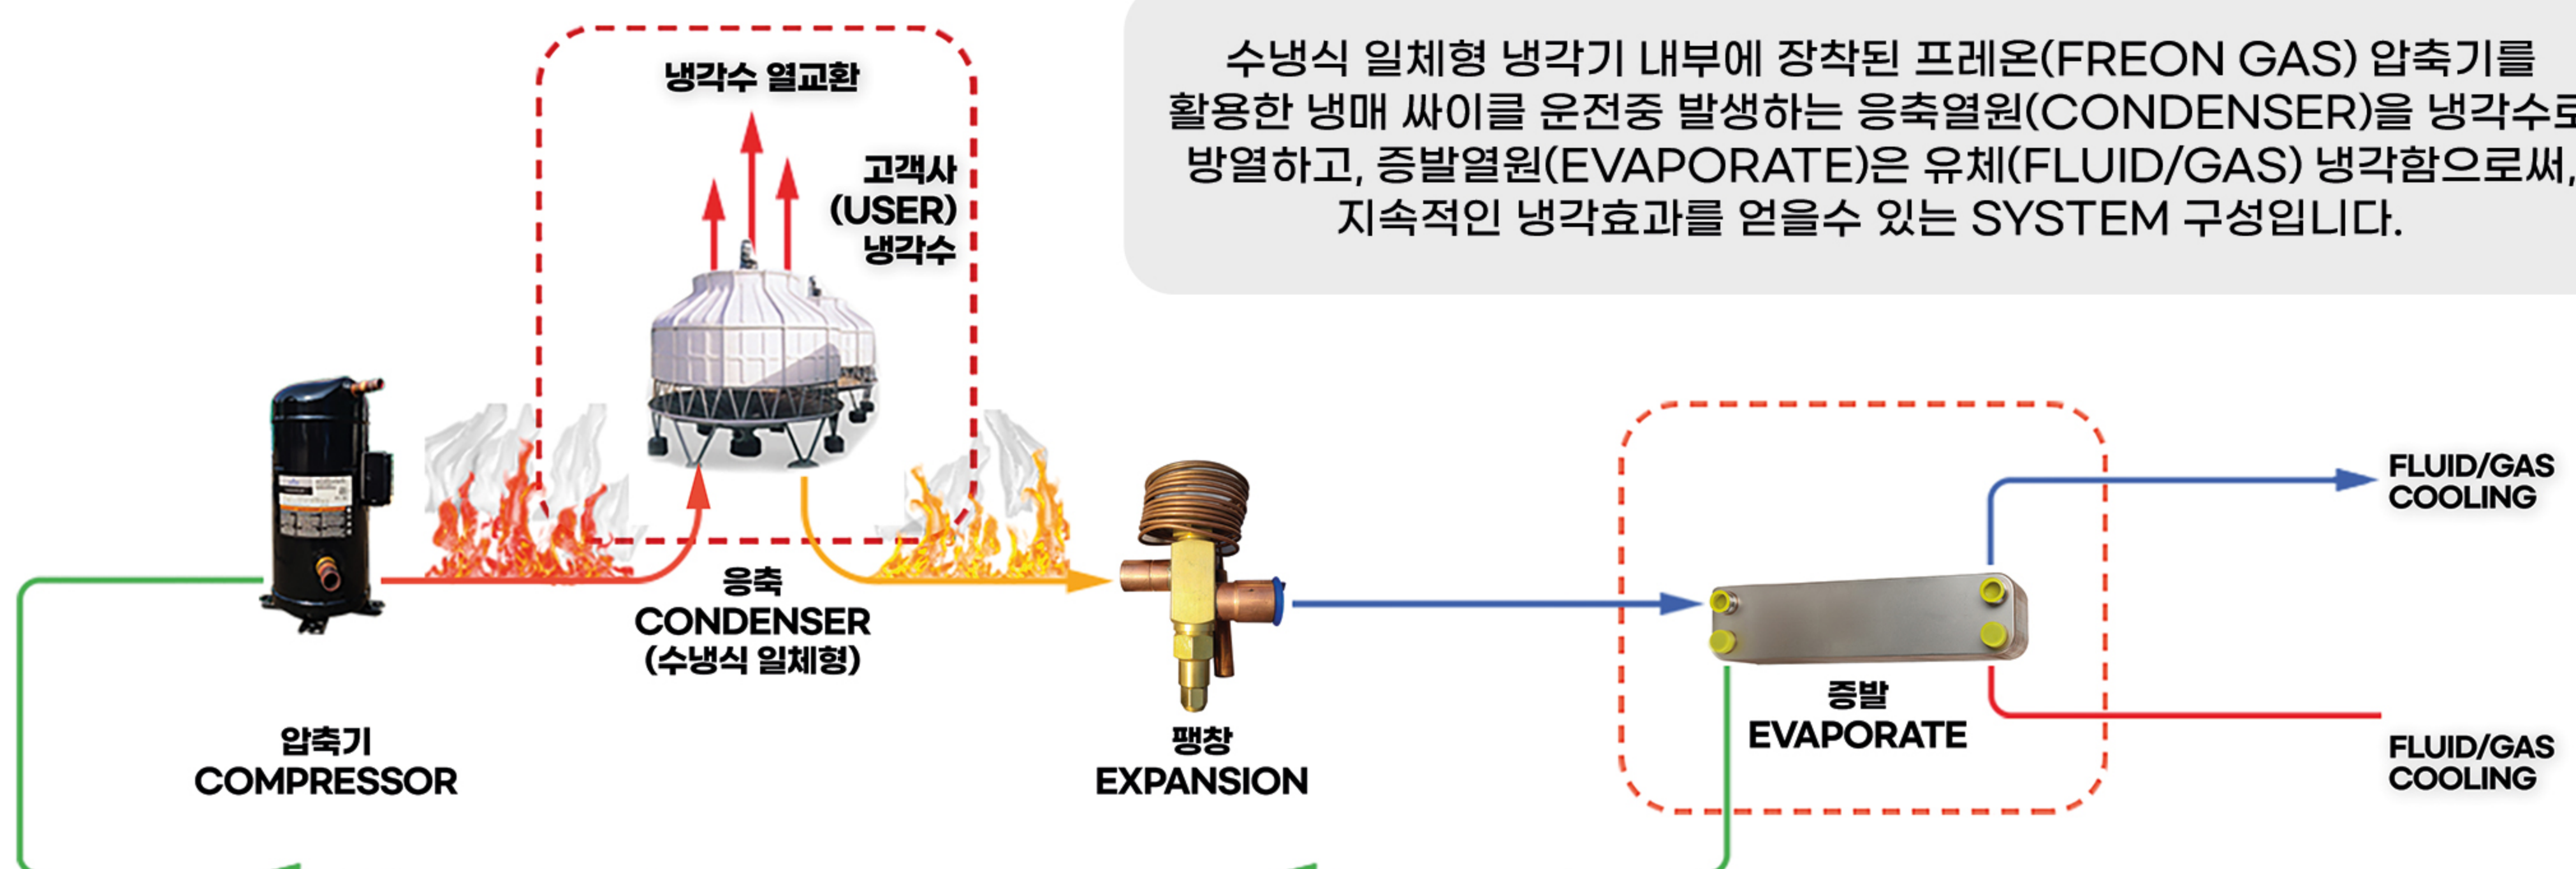 냉각수 열교환
고객사
(USER)
냉각수
수냉식 일체형 냉각기 내부에 장착된 프레온(FREON GAS) 압축기를
활용한 냉매 싸이클 운전중 발생하는 응축열원(CONDENSER)을 냉각수로
방열하고, 증발열원(EVAPORATE)은 유체(FLUID/GAS) 냉각함으로써,
지속적인 냉각효과를 얻을수 있는 SYSTEM 구성입니다.
응축
CONDENSER
(수냉식 일체형)
압축기
COMPRESSOR
팽창
EXPANSION
증발
EVAPORATE
FLUID/GAS
COOLING
FLUID/GAS
COOLING